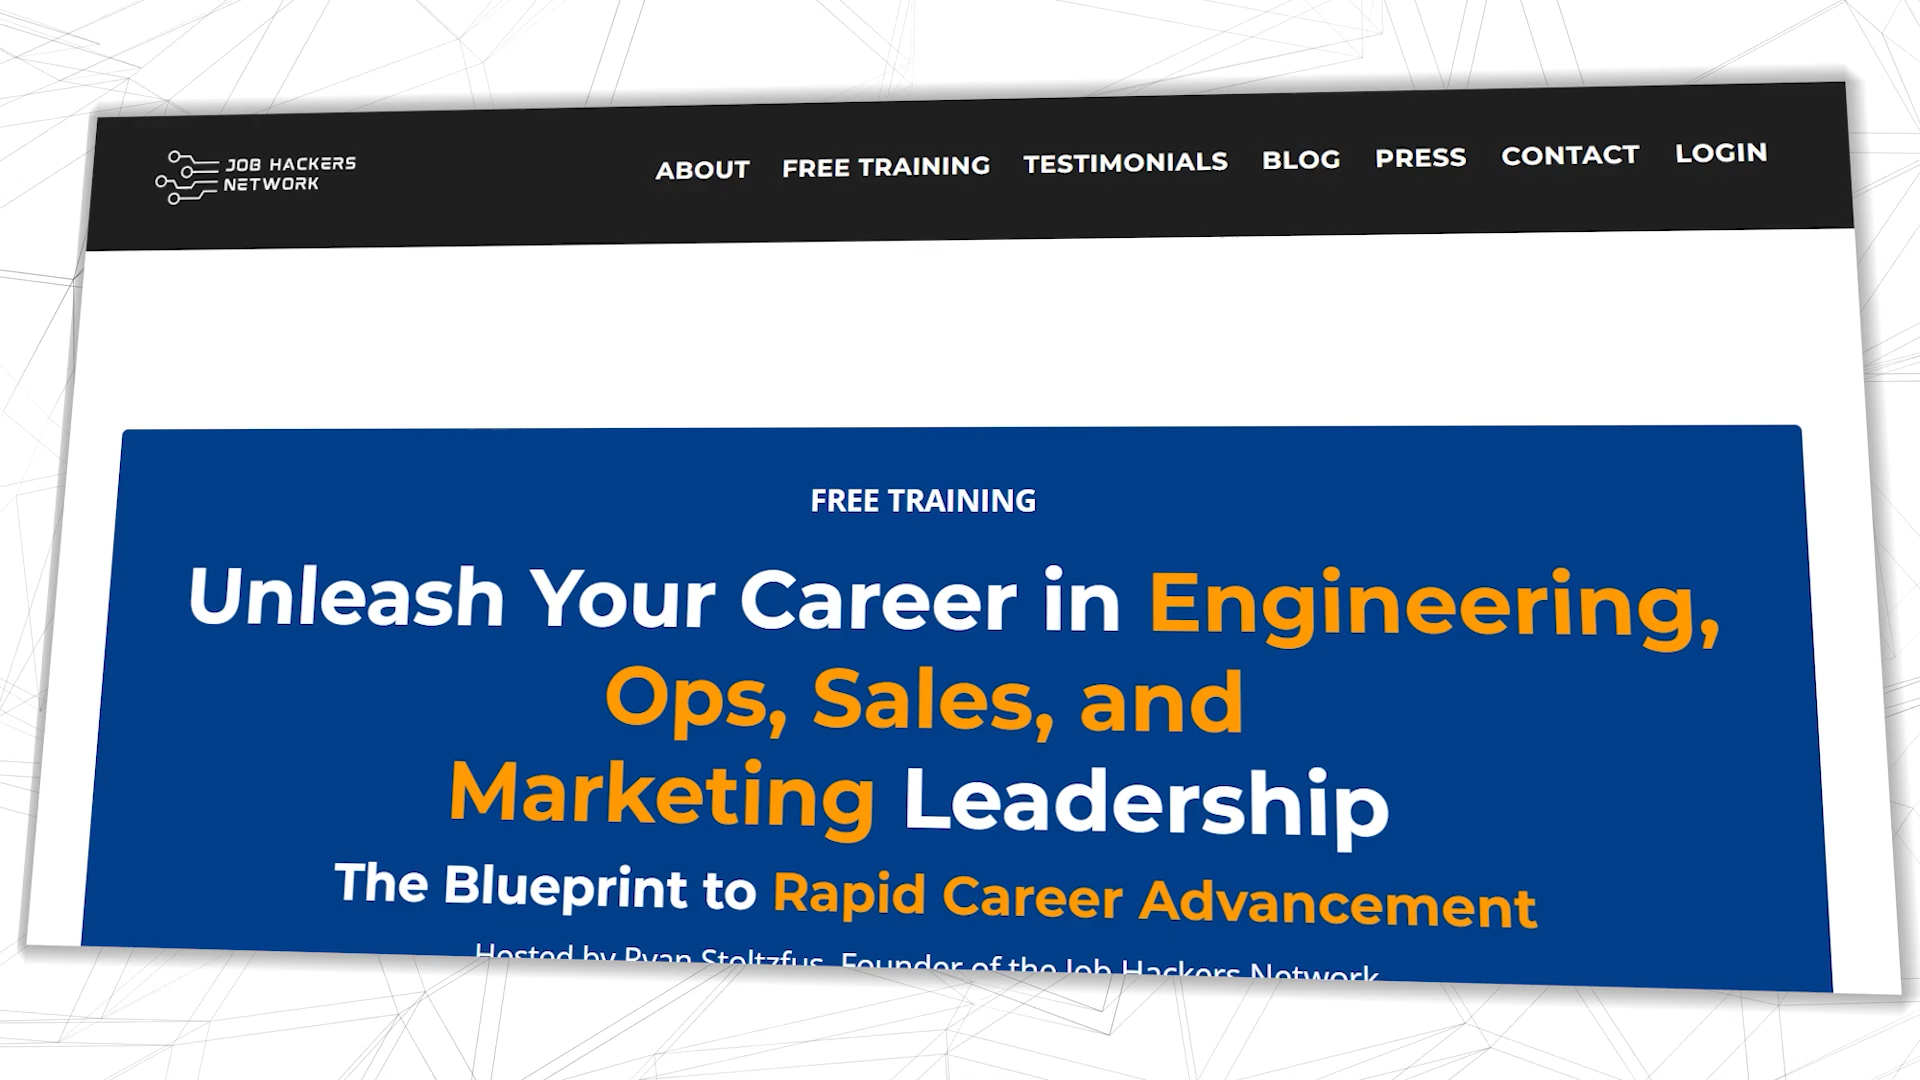 JOB HACKERS
NETWORK
ABOUT FREE TRAINING TESTIMONIALS BLOG PRESS CONTACT LOGIN
FREE TRAINING
Unleash Your Career in Engineering,
Ops, Sales, and
Marketing Leadership
The Blueprint to Rapid Career Advancement
Hosted by Ryan Stoltzfus, Founder of the Job Hackers Network